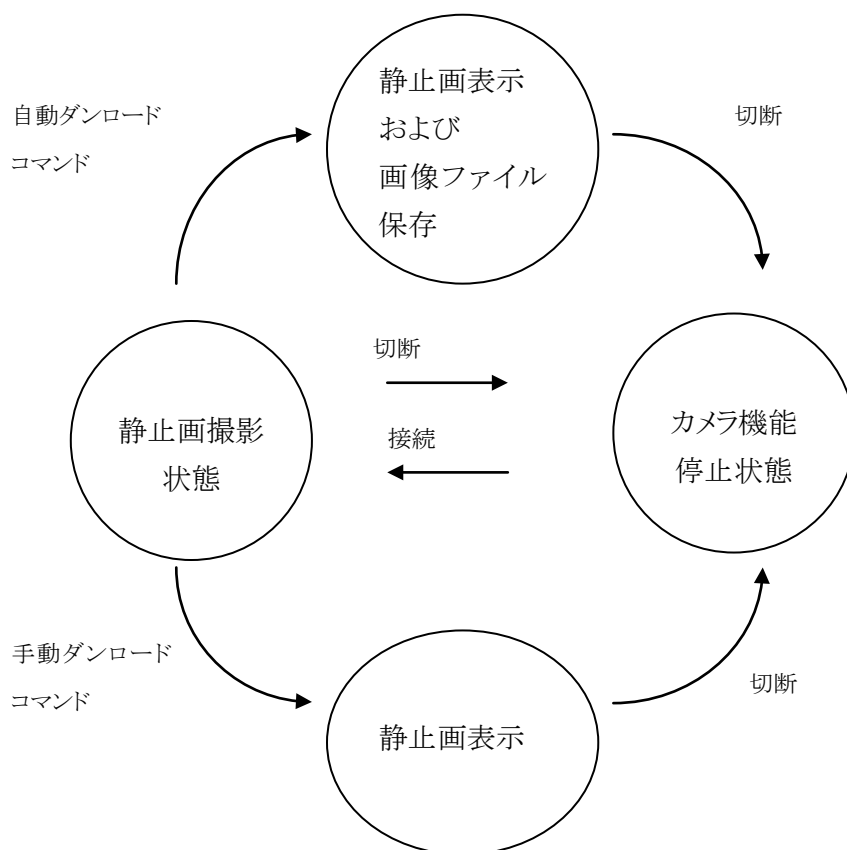 静止画表示
および
画像ファイル
保存
自動ダンロード
コマンド
切断
切断
接続
静止画撮影
状態
カメラ機能
停止状態
手動ダンロード
コマンド
静止画表示
切断